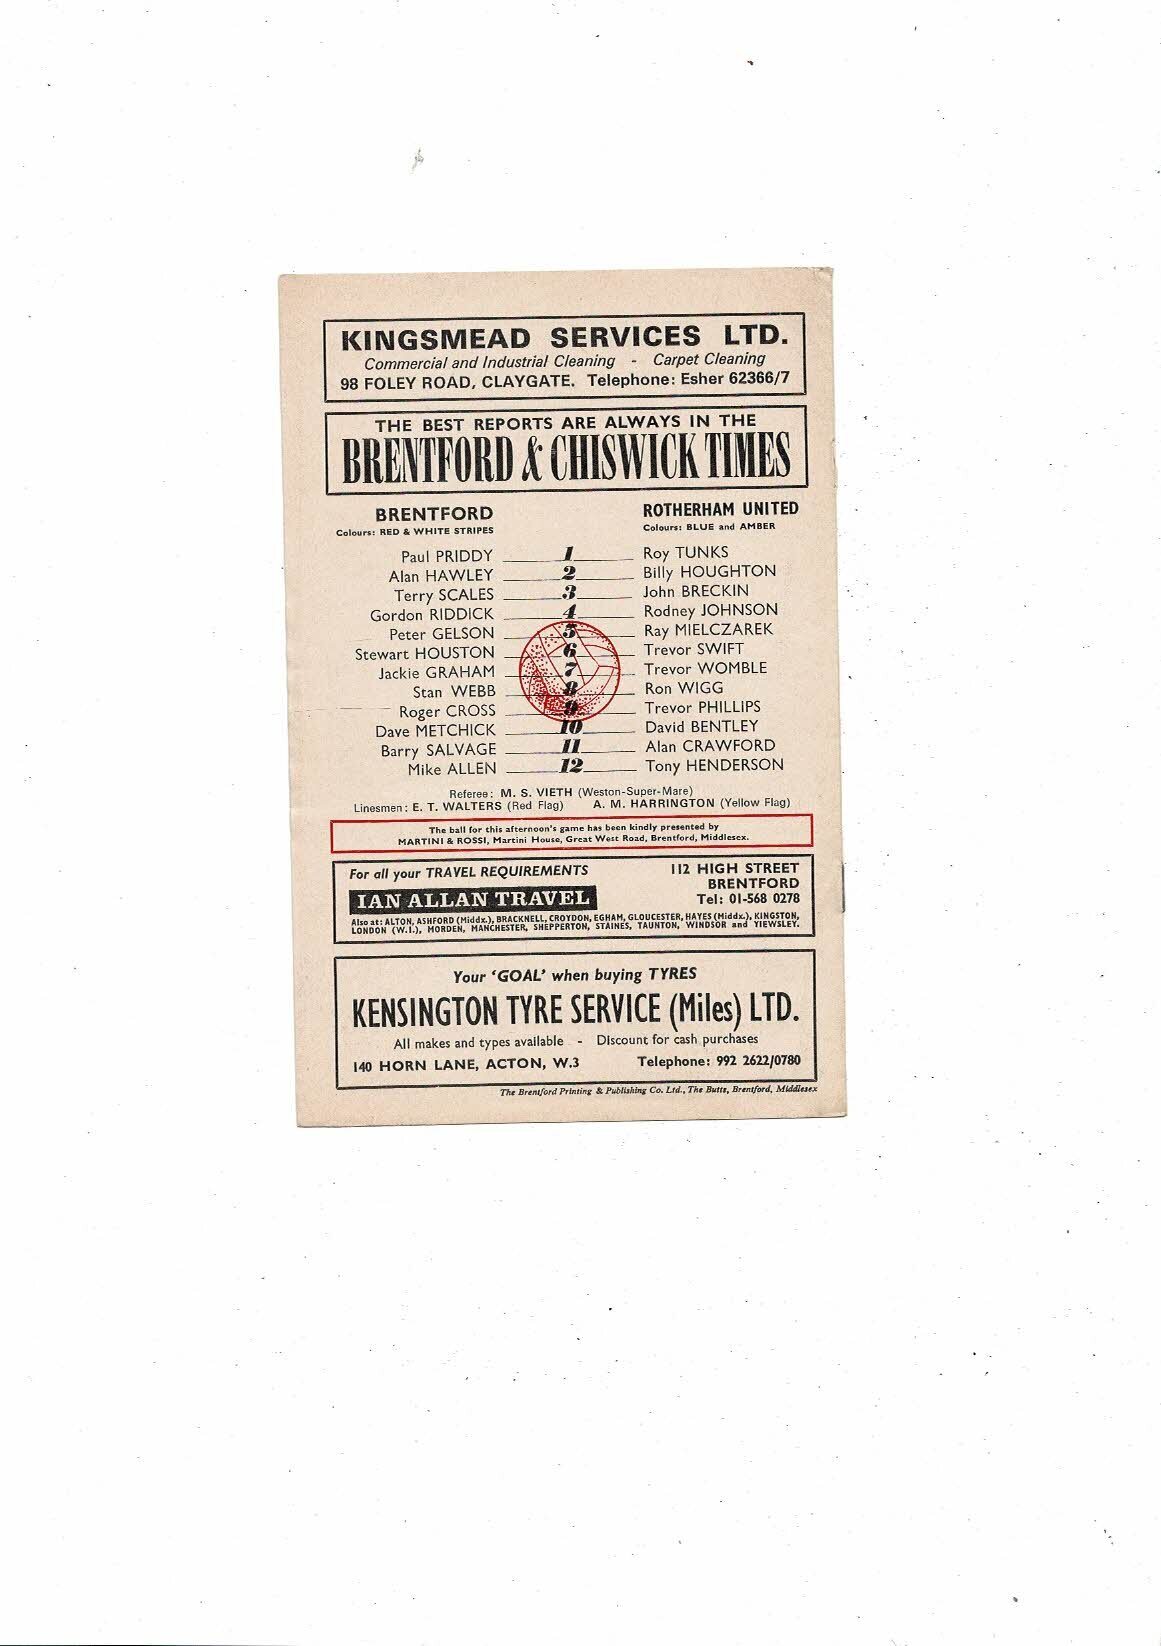 KINGSMEAD SERVICES LTD.
Commercial and Industrial Cleaning - Carpet Cleaning
98 FOLEY ROAD, CLAYGATE. Telephone: Esher 62366/7
THE BEST REPORTS ARE ALWAYS IN THE
BRENTFORD & CHISWICK TIMES
BRENTFORD ROTHERHAM UNITED
Colours: RED & WHITE STRIPES Colours: BLUE and AMBER
Paul PRIDDY 1 Roy TUNKS
Alan HAWLEY 2 Billy HOUGHTON
Terry SCALES 3 John BRECKIN
Gordon RIDDICK 4 Rodney JOHNSON
Peter GELSON 5 Ray MIELCZAREK
Stewart HOUSTON 6 Trevor SWIFT
Jackie GRAHAM 7 Trevor WOMBLE
Stan WEBB 8 Ron WIGG
Roger CROSS 9 Trevor PHILLIPS
Dave METCHICK 10 David BENTLEY
Barry SALVAGE 11 Alan CRAWFORD
Mike ALLEN 12 Tony HENDERSON
Referee: M. S. VIETH (Weston-Super-Mare)
Linesmen: E. T. WALTERS (Red Flag) A. M. HARRINGTON (Yellow Flag)
The ball for this afternoon's game has been kindly presented by
MARTINI & ROSSI, Martini House, Great West Road, Brentford, Middlesex.
For all your TRAVEL REQUIREMENTS 112 HIGH STREET
BRENTFORD
IAN ALLAN TRAVEL Tel: 01-568 0278
Also at: ALTON, ASHFORD (Middx.), BRACKNELL, CROYDON, EGHAM, GLOUCESTER, HAYES (Middx.), KINGSTON,
LONDON (W.1.), MORDEN, MANCHESTER, SHEPPERTON, STAINES, TAUNTON, WINDSOR and YIEWSLEY.
Your 'GOAL' when buying TYRES
KENSINGTON TYRE SERVICE (Miles) LTD.
All makes and types available - Discount for cash purchases
140 HORN LANE, ACTON, W.3 Telephone: 992 2622/0780
The Brentford Printing & Publishing Co. Ltd., The Butts, Brentford, Middlesex